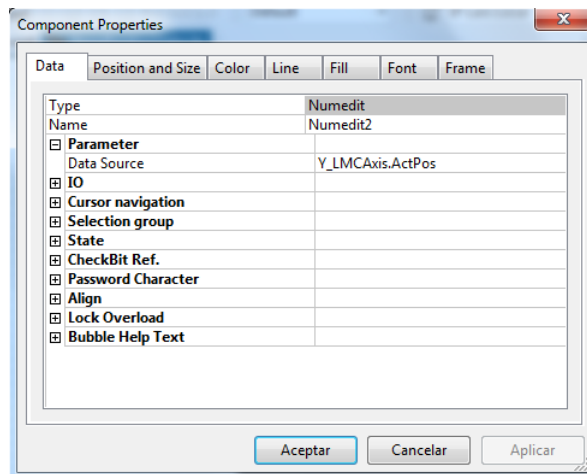 Component Properties
Data Position and Size Color Line Fill Font Frame
Type Numedit
Name Numedit2
Parameter
Data Source Y_LMCAxis.ActPos
IO
Cursor navigation
Selection group
State
CheckBit Ref.
Password Character
Align
Lock Overload
Bubble Help Text
Aceptar Cancelar Aplicar